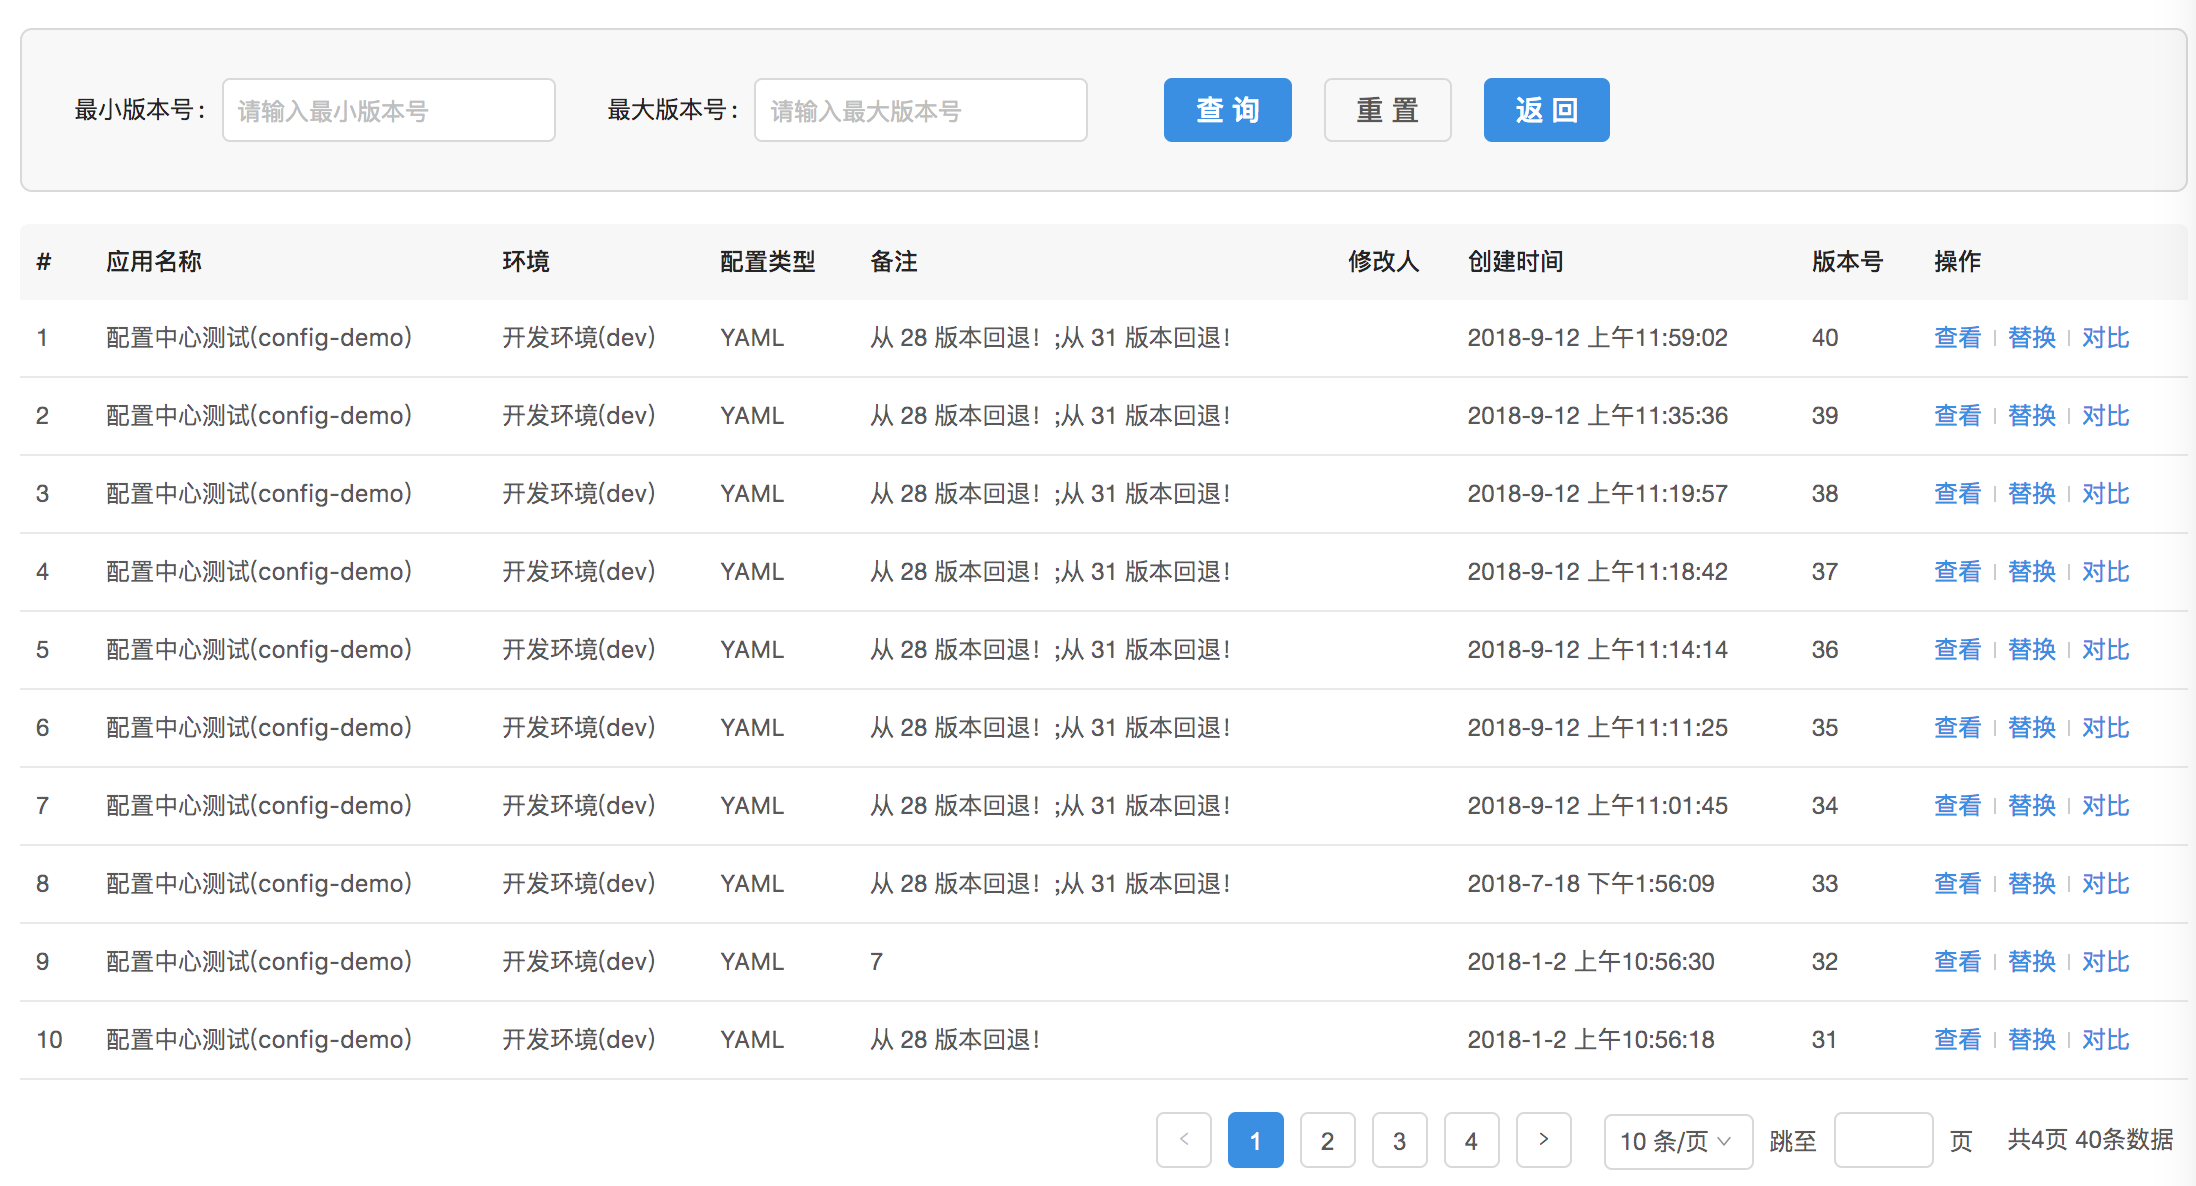 最小版本号： 请输入最小版本号 最大版本号： 请输入最大版本号 查 询 重 置 返 回
# 应用名称 环境 配置类型 备注 修改人 创建时间 版本号 操作
1 配置中心测试(config-demo) 开发环境(dev) YAML 从 28 版本回退！;从 31 版本回退！ 2018-9-12 上午11:59:02 40 查看 替换 对比
2 配置中心测试(config-demo) 开发环境(dev) YAML 从 28 版本回退！;从 31 版本回退！ 2018-9-12 上午11:35:36 39 查看 替换 对比
3 配置中心测试(config-demo) 开发环境(dev) YAML 从 28 版本回退！;从 31 版本回退！ 2018-9-12 上午11:19:57 38 查看 替换 对比
4 配置中心测试(config-demo) 开发环境(dev) YAML 从 28 版本回退！;从 31 版本回退！ 2018-9-12 上午11:18:42 37 查看 替换 对比
5 配置中心测试(config-demo) 开发环境(dev) YAML 从 28 版本回退！;从 31 版本回退！ 2018-9-12 上午11:14:14 36 查看 替换 对比
6 配置中心测试(config-demo) 开发环境(dev) YAML 从 28 版本回退！;从 31 版本回退！ 2018-9-12 上午11:11:25 35 查看 替换 对比
7 配置中心测试(config-demo) 开发环境(dev) YAML 从 28 版本回退！;从 31 版本回退！ 2018-9-12 上午11:01:45 34 查看 替换 对比
8 配置中心测试(config-demo) 开发环境(dev) YAML 从 28 版本回退！;从 31 版本回退！ 2018-7-18 下午1:56:09 33 查看 替换 对比
9 配置中心测试(config-demo) 开发环境(dev) YAML 7 2018-1-2 上午10:56:30 32 查看 替换 对比
10 配置中心测试(config-demo) 开发环境(dev) YAML 从 28 版本回退！ 2018-1-2 上午10:56:18 31 查看 替换 对比
< 1 2 3 4 > 10 条/页 跳至 页 共4页 40条数据